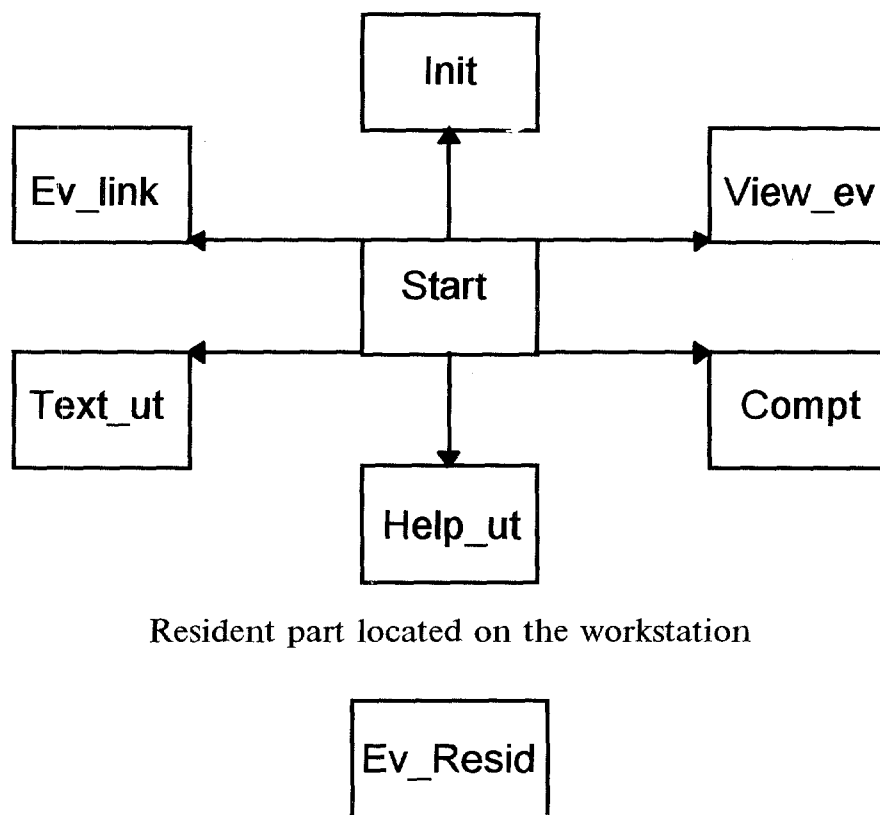 Init
Ev_link
View_ev
Start
Text_ut
Compt
Help_ut
Resident part located on the workstation
Ev_Resid